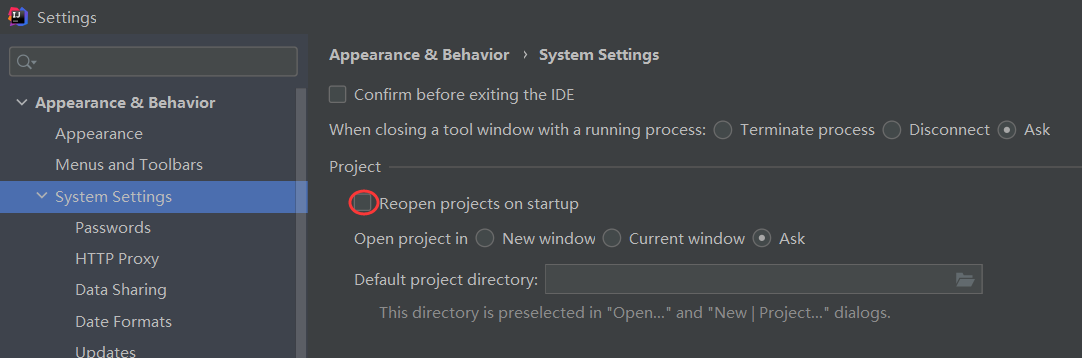 Settings
Appearance & Behavior › System Settings
Appearance & Behavior
Appearance
Menus and Toolbars
System Settings
Passwords
HTTP Proxy
Data Sharing
Date Formats
Updates
Confirm before exiting the IDE
When closing a tool window with a running process: Terminate process Disconnect Ask
Project
Reopen projects on startup
Open project in New window Current window Ask
Default project directory:
This directory is preselected in "Open..." and "New | Project..." dialogs.